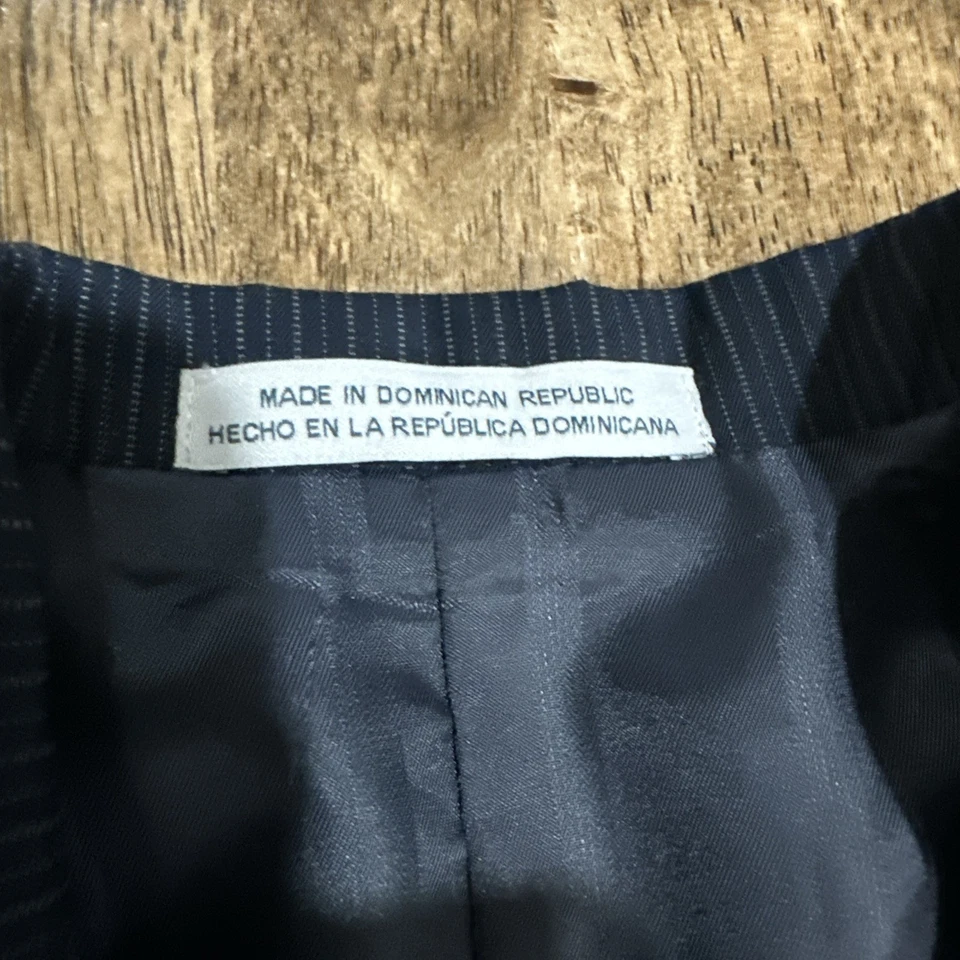 MADE IN DOMINICAN REPUBLIC
HECHO EN LA REPÚBLICA DOMINICANA